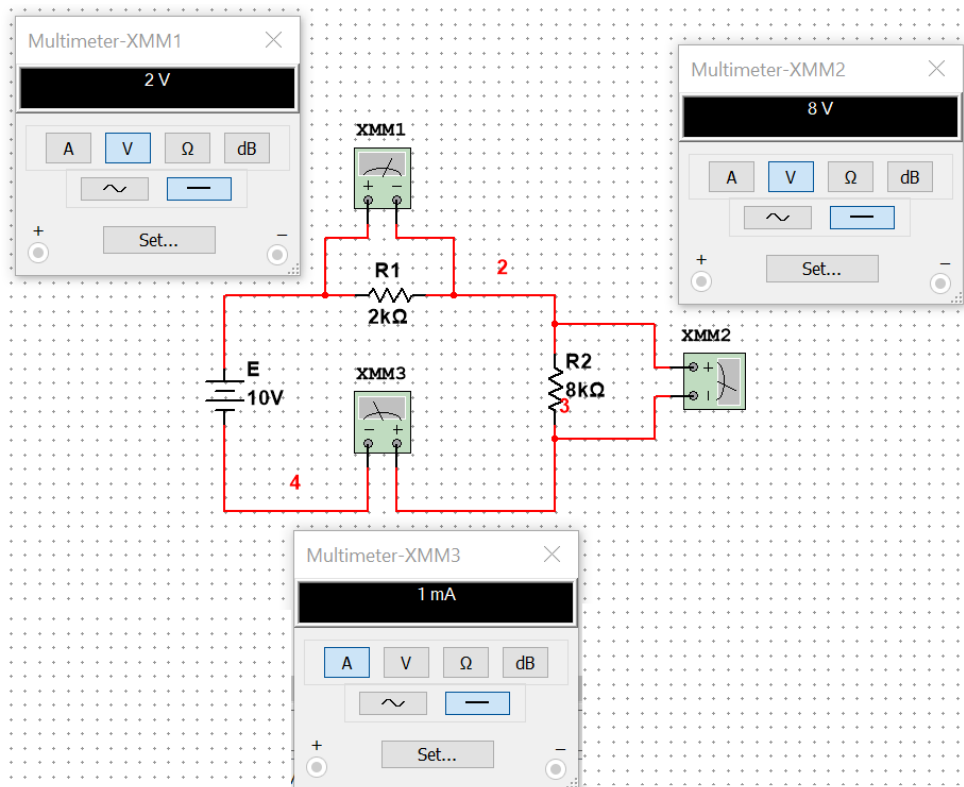 Multimeter-XMM1
2 V
A V Ω dB
+ −
Set...
Multimeter-XMM2
8 V
A V Ω dB
+ −
Set...
XMM1
+ −
R1
2kΩ
2
XMM2
+
−
E
10V
XMM3
− +
R2
8kΩ
3
4
Multimeter-XMM3
1 mA
A V Ω dB
+ −
Set...